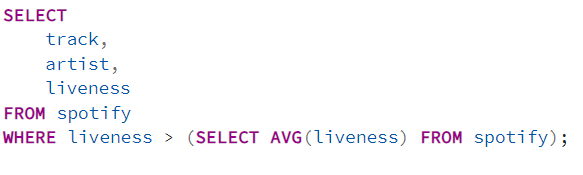 SELECT
    track,
    artist,
    liveness
FROM spotify
WHERE liveness > (SELECT AVG(liveness) FROM spotify);